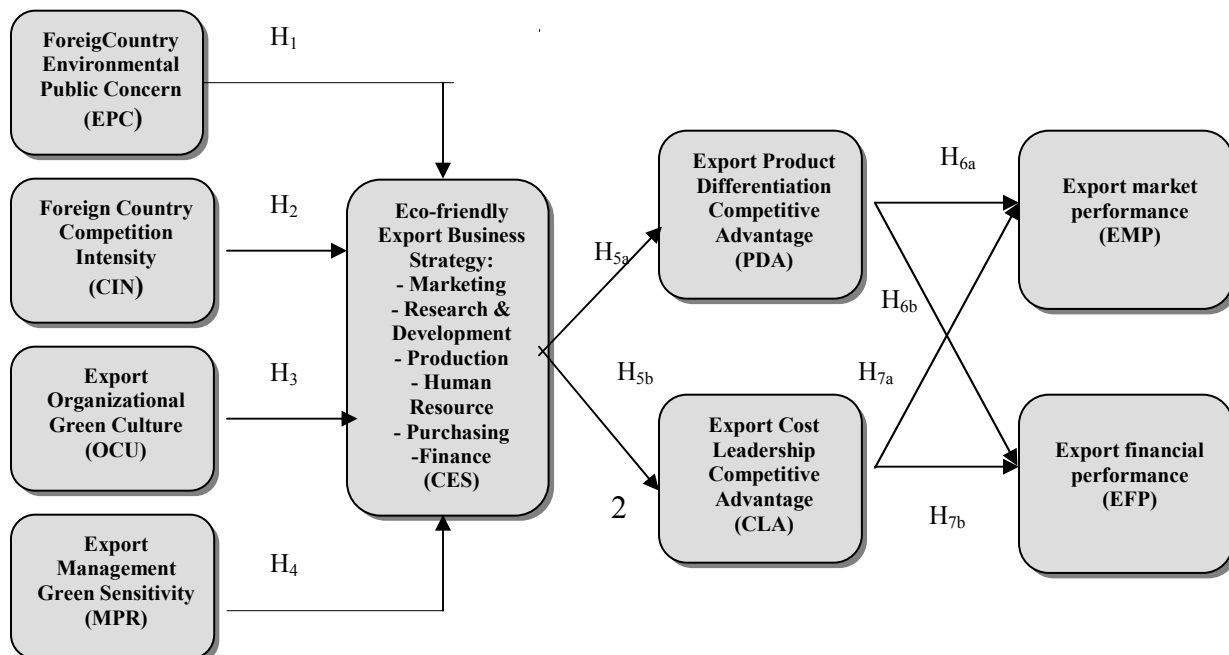 ForeigCountry
Environmental
Public Concern
(EPC)
H1
Foreign Country
Competition
Intensity
(CIN)
H2
Export
Organizational
Green Culture
(OCU)
H3
Export
Management
Green Sensitivity
(MPR)
H4
Eco-friendly
Export Business
Strategy:
- Marketing
- Research &
Development
- Production
- Human
Resource
- Purchasing
-Finance
(CES)
H5a
H5b
2
Export Product
Differentiation
Competitive
Advantage
(PDA)
Export Cost
Leadership
Competitive
Advantage
(CLA)
H6a
H6b
H7a
H7b
Export market
performance
(EMP)
Export financial
performance
(EFP)